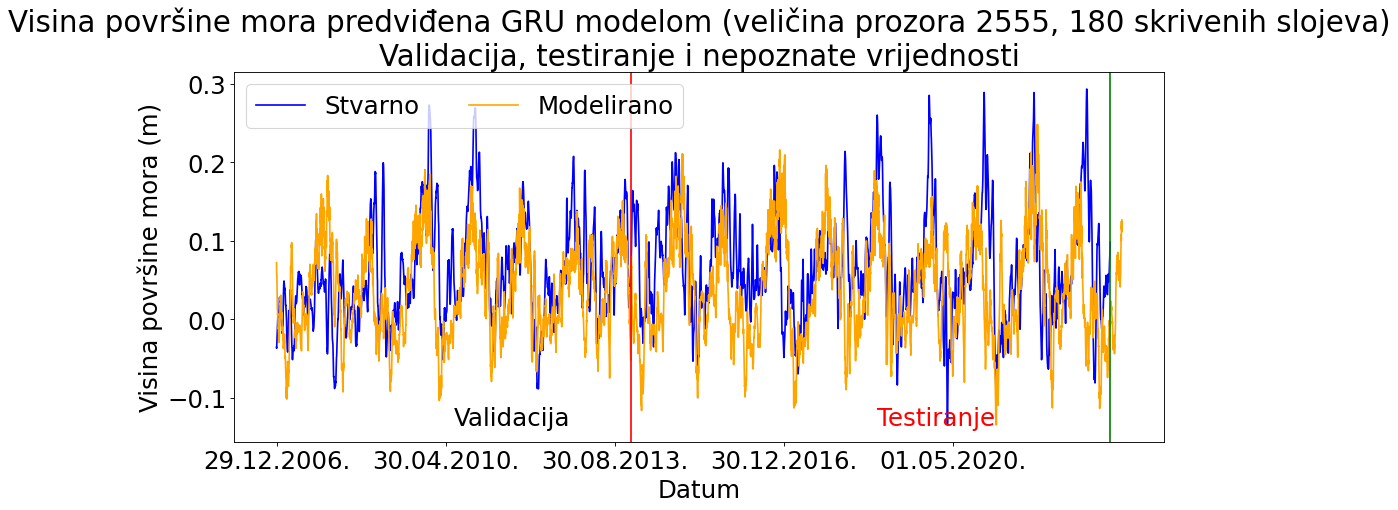 Visina površine mora predviđena GRU modelom (veličina prozora 2555, 180 skrivenih slojeva)
Validacija, testiranje i nepoznate vrijednosti
Stvarno Modelirano
Visina površine mora (m)
0.3
0.2
0.1
0.0
−0.1
Validacija Testiranje
29.12.2006. 30.04.2010. 30.08.2013. 30.12.2016. 01.05.2020.
Datum